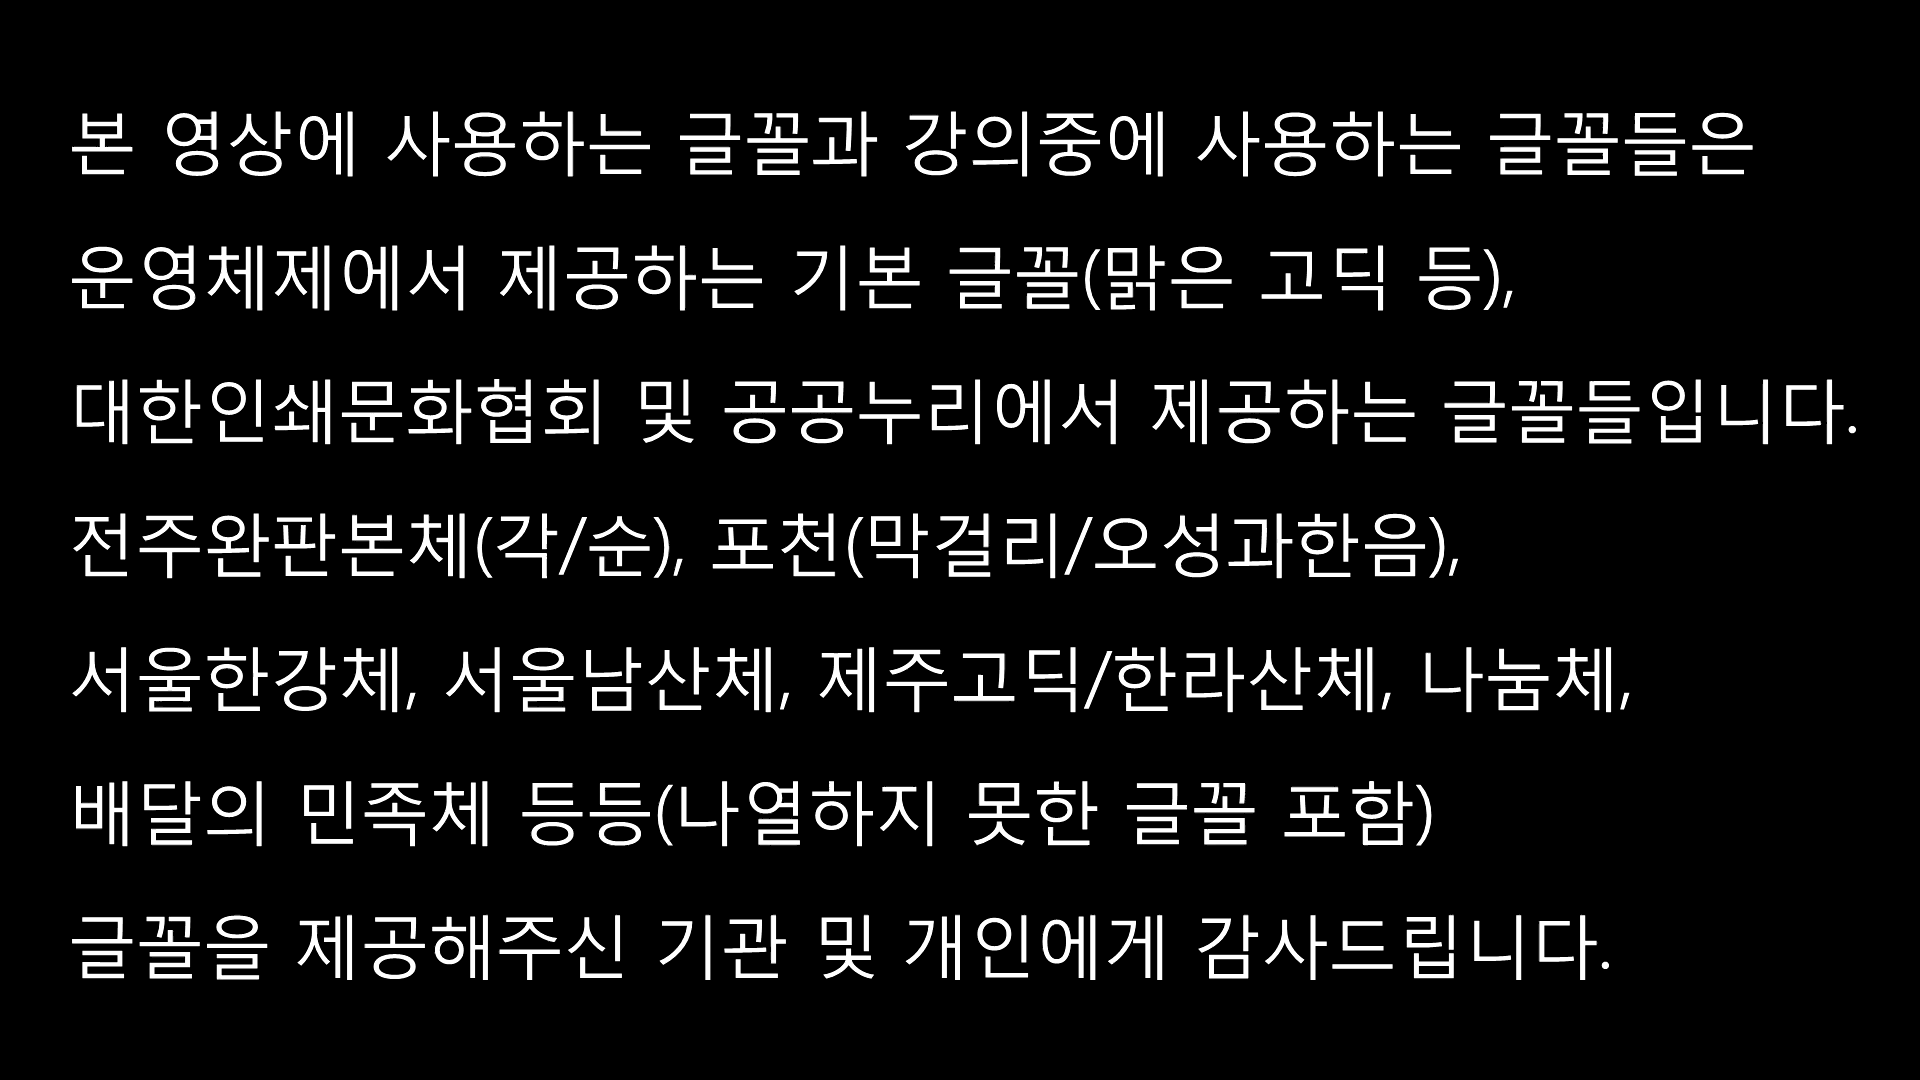 본 영상에 사용하는 글꼴과 강의중에 사용하는 글꼴들은
운영체제에서 제공하는 기본 글꼴(맑은 고딕 등),
대한인쇄문화협회 및 공공누리에서 제공하는 글꼴들입니다.
전주완판본체(각/순), 포천(막걸리/오성과한음),
서울한강체, 서울남산체, 제주고딕/한라산체, 나눔체,
배달의 민족체 등등(나열하지 못한 글꼴 포함)
글꼴을 제공해주신 기관 및 개인에게 감사드립니다.